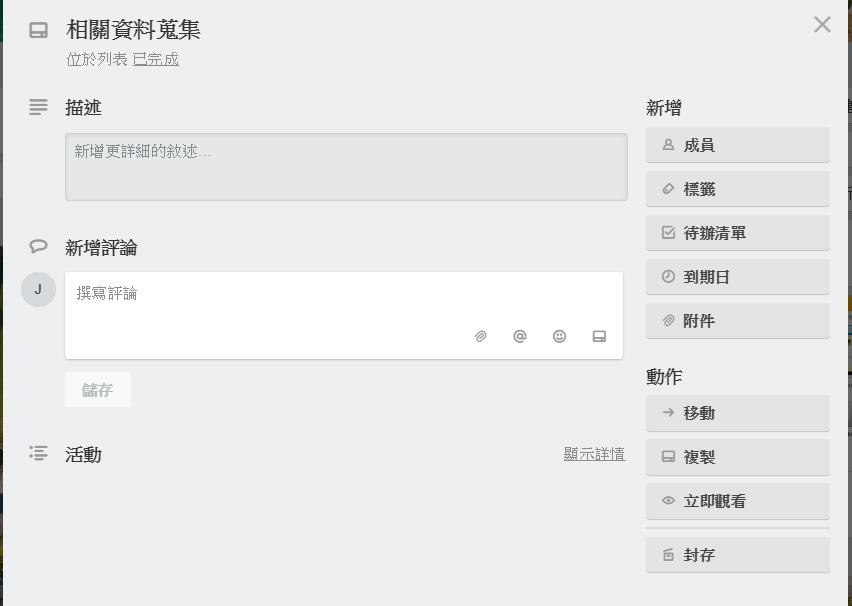 相關資料蒐集
位於列表 已完成
描述
新增更詳細的敘述...
新增評論
J
撰寫評論
儲存
活動
顯示詳情
新增
成員
標籤
待辦清單
到期日
附件
動作
移動
複製
立即觀看
封存